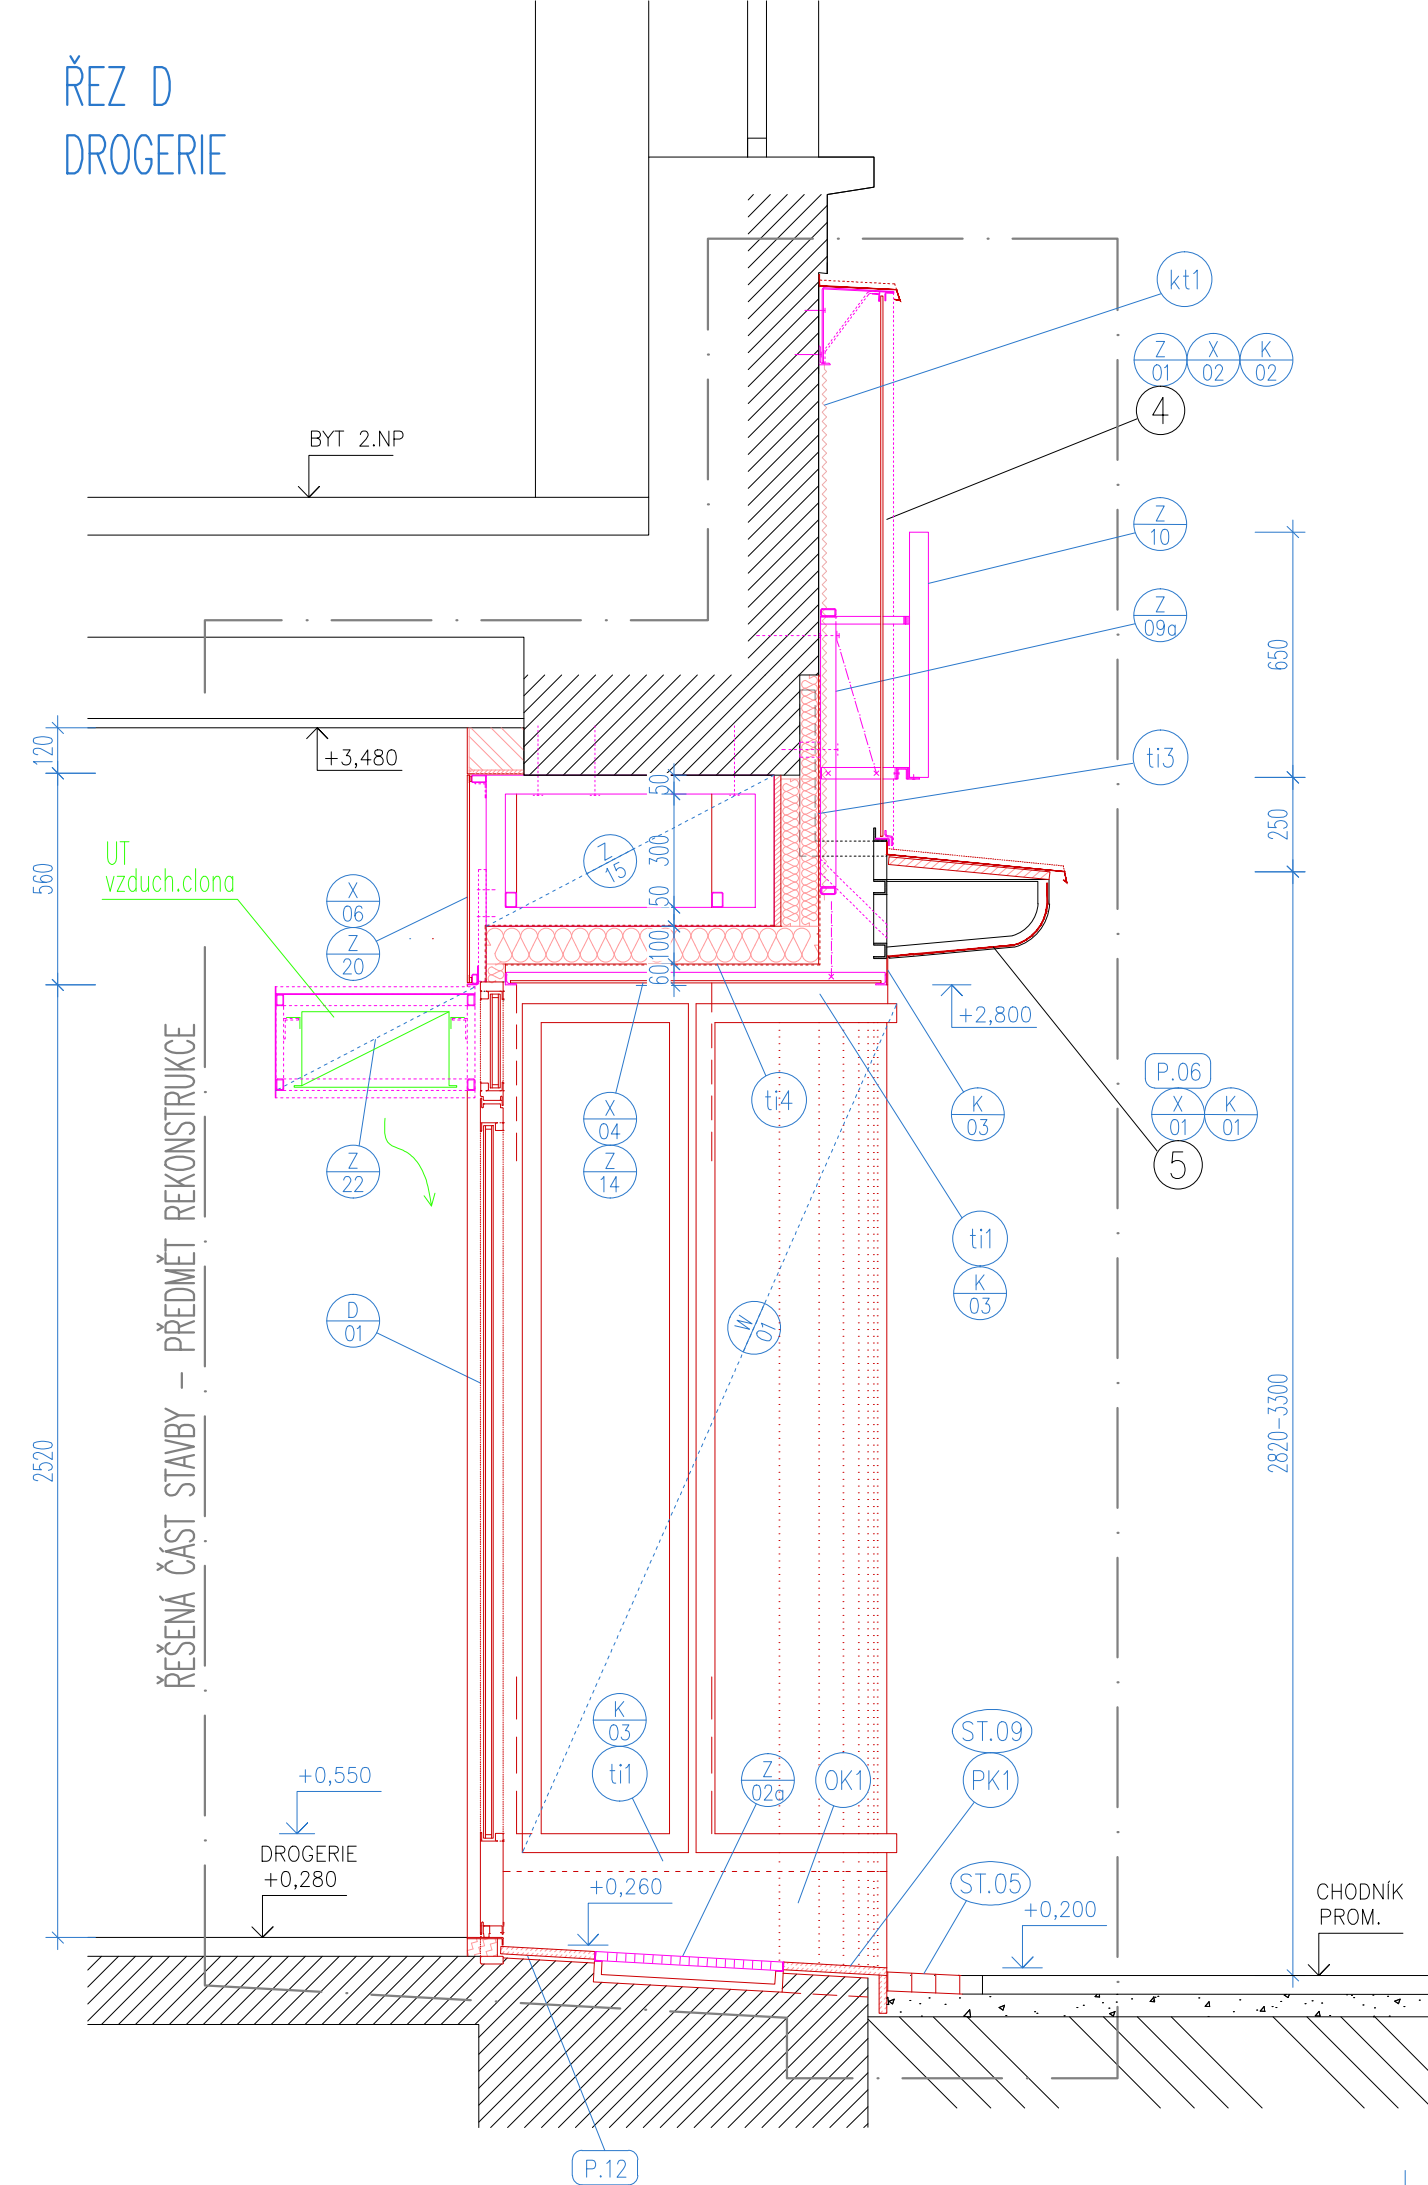 ŘEZ D
DROGERIE
kt1
Z
01
X
02
K
02
4
BYT 2.NP
Z
10
Z
09a
650
120
+3,480
ti3
50
250
UT
vzduch.clona
560
Z
15
300
X
06
50
Z
20
100
60
+2,800
ŘEŠENÁ ČÁST STAVBY - PŘEDMĚT REKONSTRUKCE
P.06
X
04
ti4
K
03
X
01
K
01
Z
22
Z
14
5
ti1
K
03
D
01
W
01
2520
2820-3300
K
03
ti1
Z
02a
OK1
ST.09
PK1
+0,550
DROGERIE
+0,280
+0,260
ST.05
+0,200
CHODNÍK
PROM.
P.12